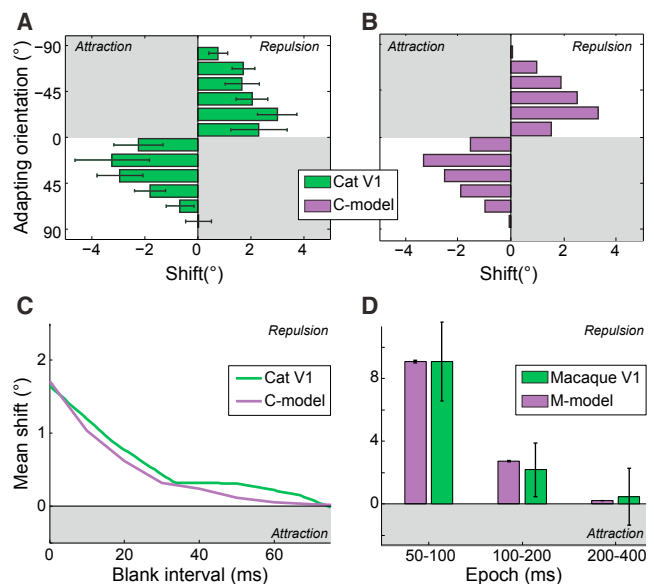 A
B
Attraction
Repulsion
Attraction
Repulsion
Adapting orientation (°)
−90
−45
0
45
90
Cat V1
C-model
−4 −2 0 2 4
−4 −2 0 2 4
Shift(°)
Shift(°)
C
D
Repulsion
Repulsion
Mean shift (°)
2
1
0
Cat V1
C-model
8
4
0
Macaque V1
M-model
Attraction
Attraction
0 20 40 60
50-100 100-200 200-400
Blank interval (ms)
Epoch (ms)